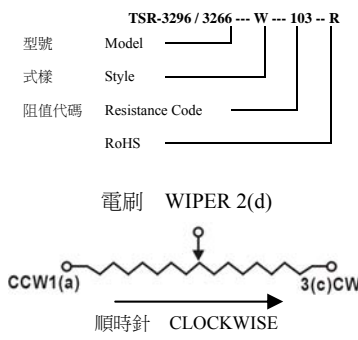 TSR-3296 / 3266 --- W --- 103 -- R
型號 Model
式樣 Style
阻值代碼 Resistance Code
RoHS
電刷 WIPER 2(d)
CCW1(a) 3(c)CW
順時針 CLOCKWISE